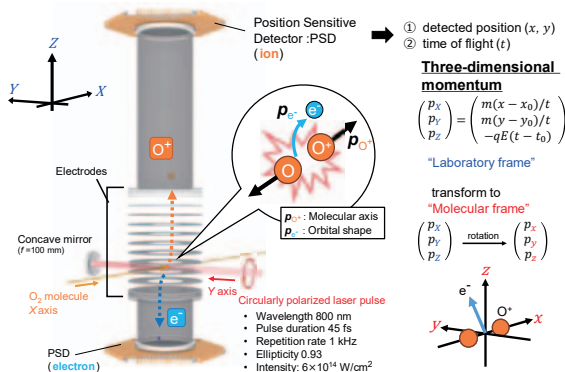 Position Sensitive
Detector :PSD
(ion)
① detected position (x, y)
② time of flight (t)
Three-dimensional
momentum
(pX pY pZ) = (m(x − x0)/t m(y − y0)/t −qE(t − t0))
"Laboratory frame"
transform to
"Molecular frame"
(pX pY pZ) rotation (px py pz)
Z
Y
X
O+
Electrodes
Concave mirror
(f =100 mm)
O2 molecule
X axis
Y axis
e-
PSD
(electron)
pe-
e-
O
O+
pO+
pO+: Molecular axis
pe-: Orbital shape
Circularly polarized laser pulse
• Wavelength 800 nm
• Pulse duration 45 fs
• Repetition rate 1 kHz
• Ellipticity 0.93
• Intensity: 6×10^14 W/cm2
z
e-
O+
y
x